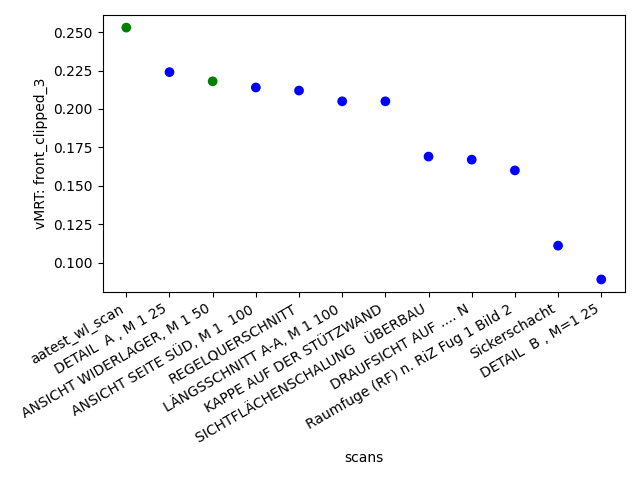 0.250
0.225
0.200
0.175
0.150
0.125
0.100
vMRT: front_clipped_3
aatest_wl_scan
DETAIL  A , M 1 25
ANSICHT WIDERLAGER, M 1 50
ANSICHT SEITE SÜD, M 1  100
REGELQUERSCHNITT
LÄNGSSCHNITT A-A, M 1 100
KAPPE AUF DER STÜTZWAND
SICHTFLÄCHENSCHALUNG   ÜBERBAU
DRAUFSICHT AUF .... N
Raumfuge (RF) n. RiZ Fug 1 Bild 2
Sickerschacht
DETAIL  B , M=1 25
scans